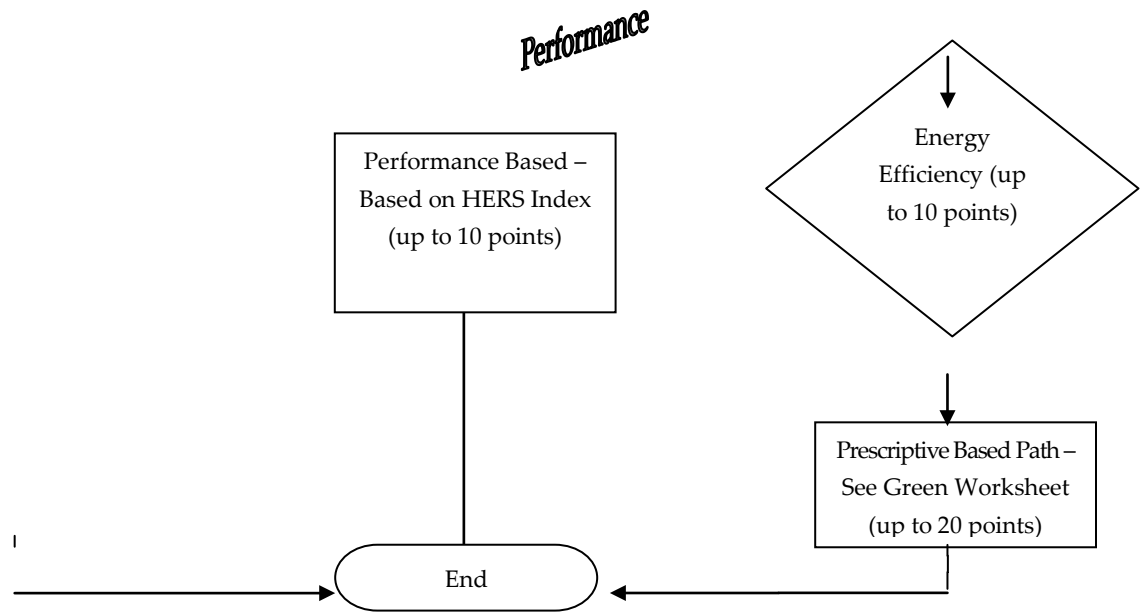 Performance
Performance Based –
Based on HERS Index
(up to 10 points)
Energy
Efficiency (up
to 10 points)
Prescriptive Based Path –
See Green Worksheet
(up to 20 points)
End